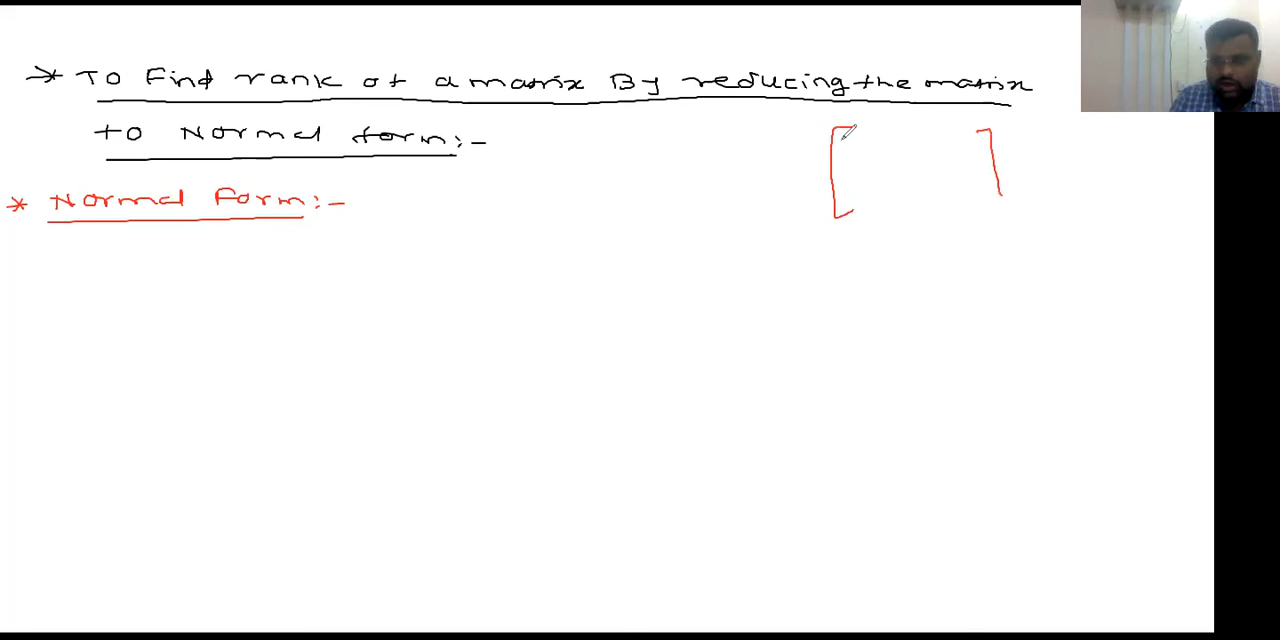 * To Find rank of a matrix By reducing the matrix
to Normal form:-
* Normal Form:-